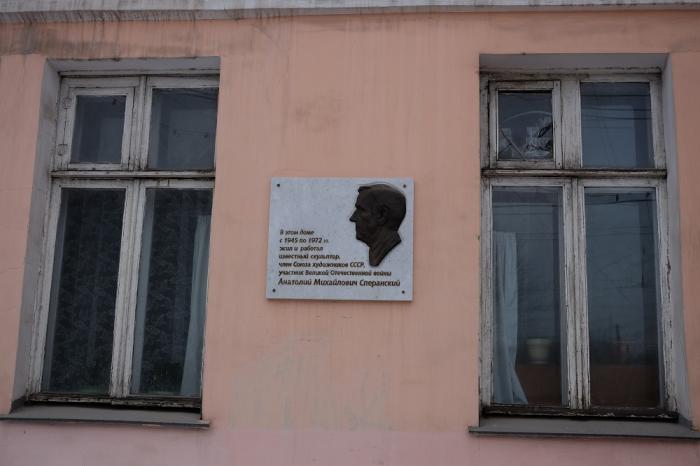 В этом доме
с 1945 по 1972 гг.
жил и работал
известный скульптор,
член Союза художников СССР,
участник Великой Отечественной войны
Анатолий Михайлович Сперанский